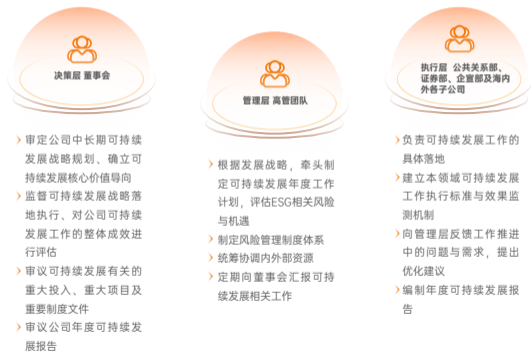 决策层 董事会
审定公司中长期可持续
发展战略规划、确立可
持续发展核心价值导向
监督可持续发展战略落
地执行、对公司可持续
发展工作的整体成效进
行评估
审议可持续发展有关的
重大投入、重大项目及
重要制度文件
审议公司年度可持续发
展报告
管理层 高管团队
根据发展战略，牵头制
定可持续发展年度工作
计划，评估ESG相关风险
与机遇
制定风险管理制度体系
统筹协调内外部资源
定期向董事会汇报可持
续发展相关工作
执行层 公共关系部、
证券部、企宣部及海内
外各子公司
负责可持续发展工作的
具体落地
建立本领域可持续发展
工作执行标准与效果监
测机制
向管理层反馈工作推进
中的问题与需求，提出
优化建议
编制年度可持续发展报
告